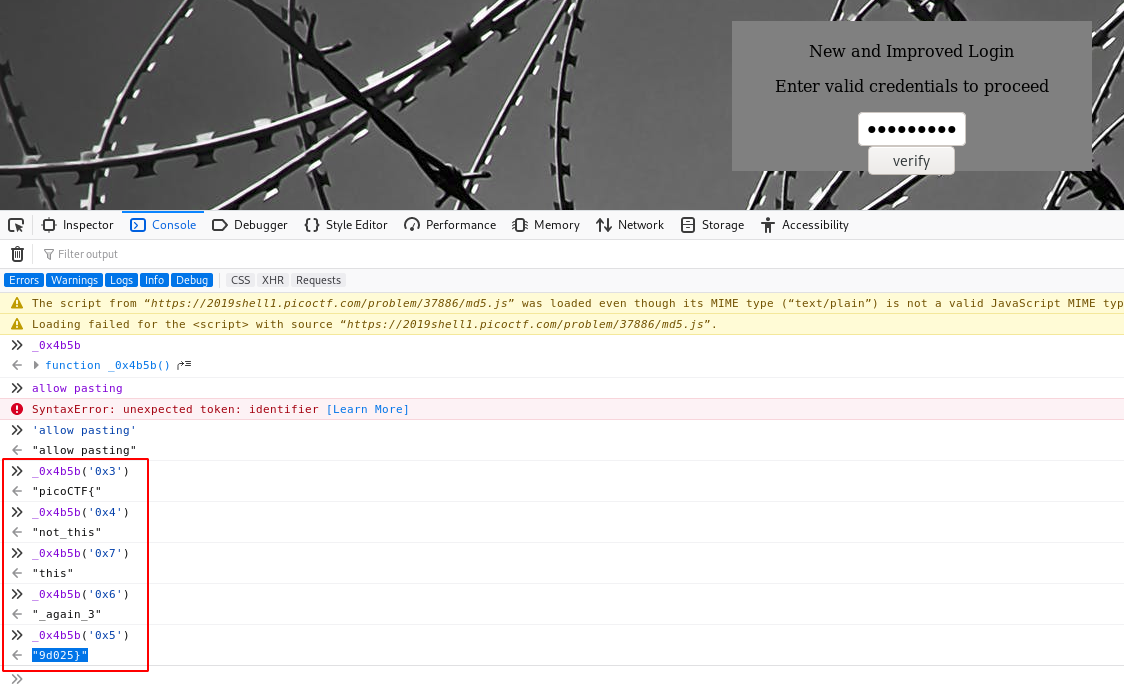 New and Improved Login
Enter valid credentials to proceed
verify
Inspector Console Debugger Style Editor Performance Memory Network Storage Accessibility
Filter output
Errors Warnings Logs Info Debug CSS XHR Requests
The script from “https://2019shell1.picoctf.com/problem/37886/md5.js” was loaded even though its MIME type (“text/plain”) is not a valid JavaScript MIME typ
Loading failed for the <script> with source “https://2019shell1.picoctf.com/problem/37886/md5.js”.
_0x4b5b
function _0x4b5b()
allow pasting
SyntaxError: unexpected token: identifier [Learn More]
'allow pasting'
"allow pasting"
_0x4b5b('0x3')
"picoCTF{"
_0x4b5b('0x4')
"not_this"
_0x4b5b('0x7')
"this"
_0x4b5b('0x6')
"_again_3"
_0x4b5b('0x5')
"9d025}"